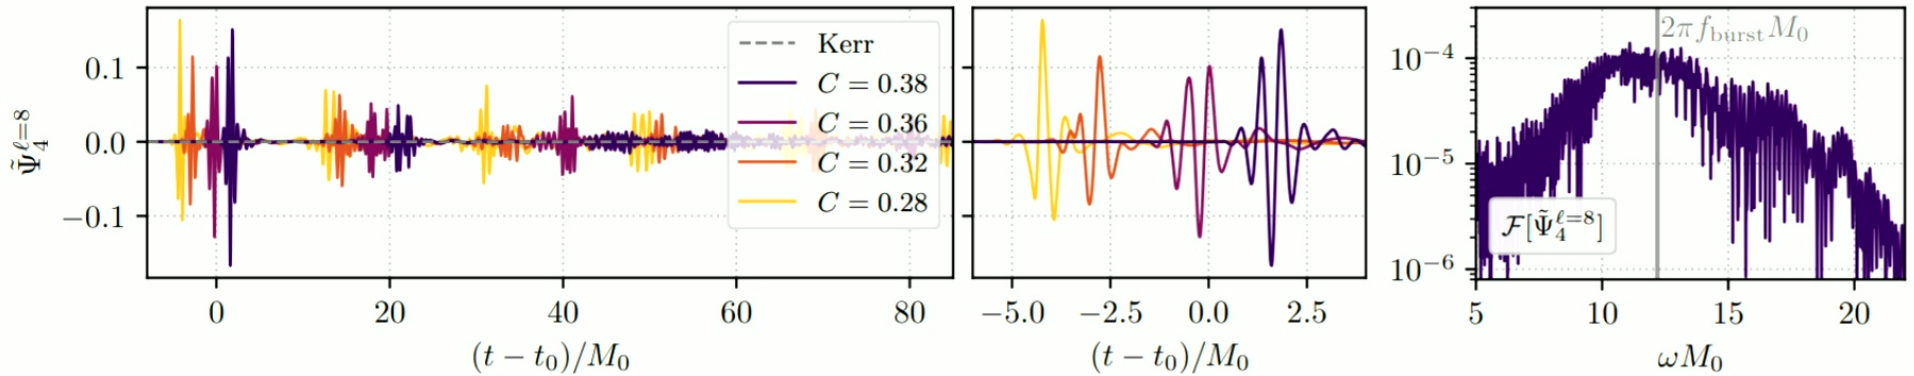 Ψ̃₄^{ℓ=8}
0.1
0.0
−0.1
Kerr
C = 0.38
C = 0.36
C = 0.32
C = 0.28
0 20 40 60 80
(t − t₀)/M₀
−5.0 −2.5 0.0 2.5
(t − t₀)/M₀
2πf_burst M₀
10⁻⁴
10⁻⁵
10⁻⁶
ℱ[Ψ̃₄^{ℓ=8}]
5 10 15 20
ωM₀